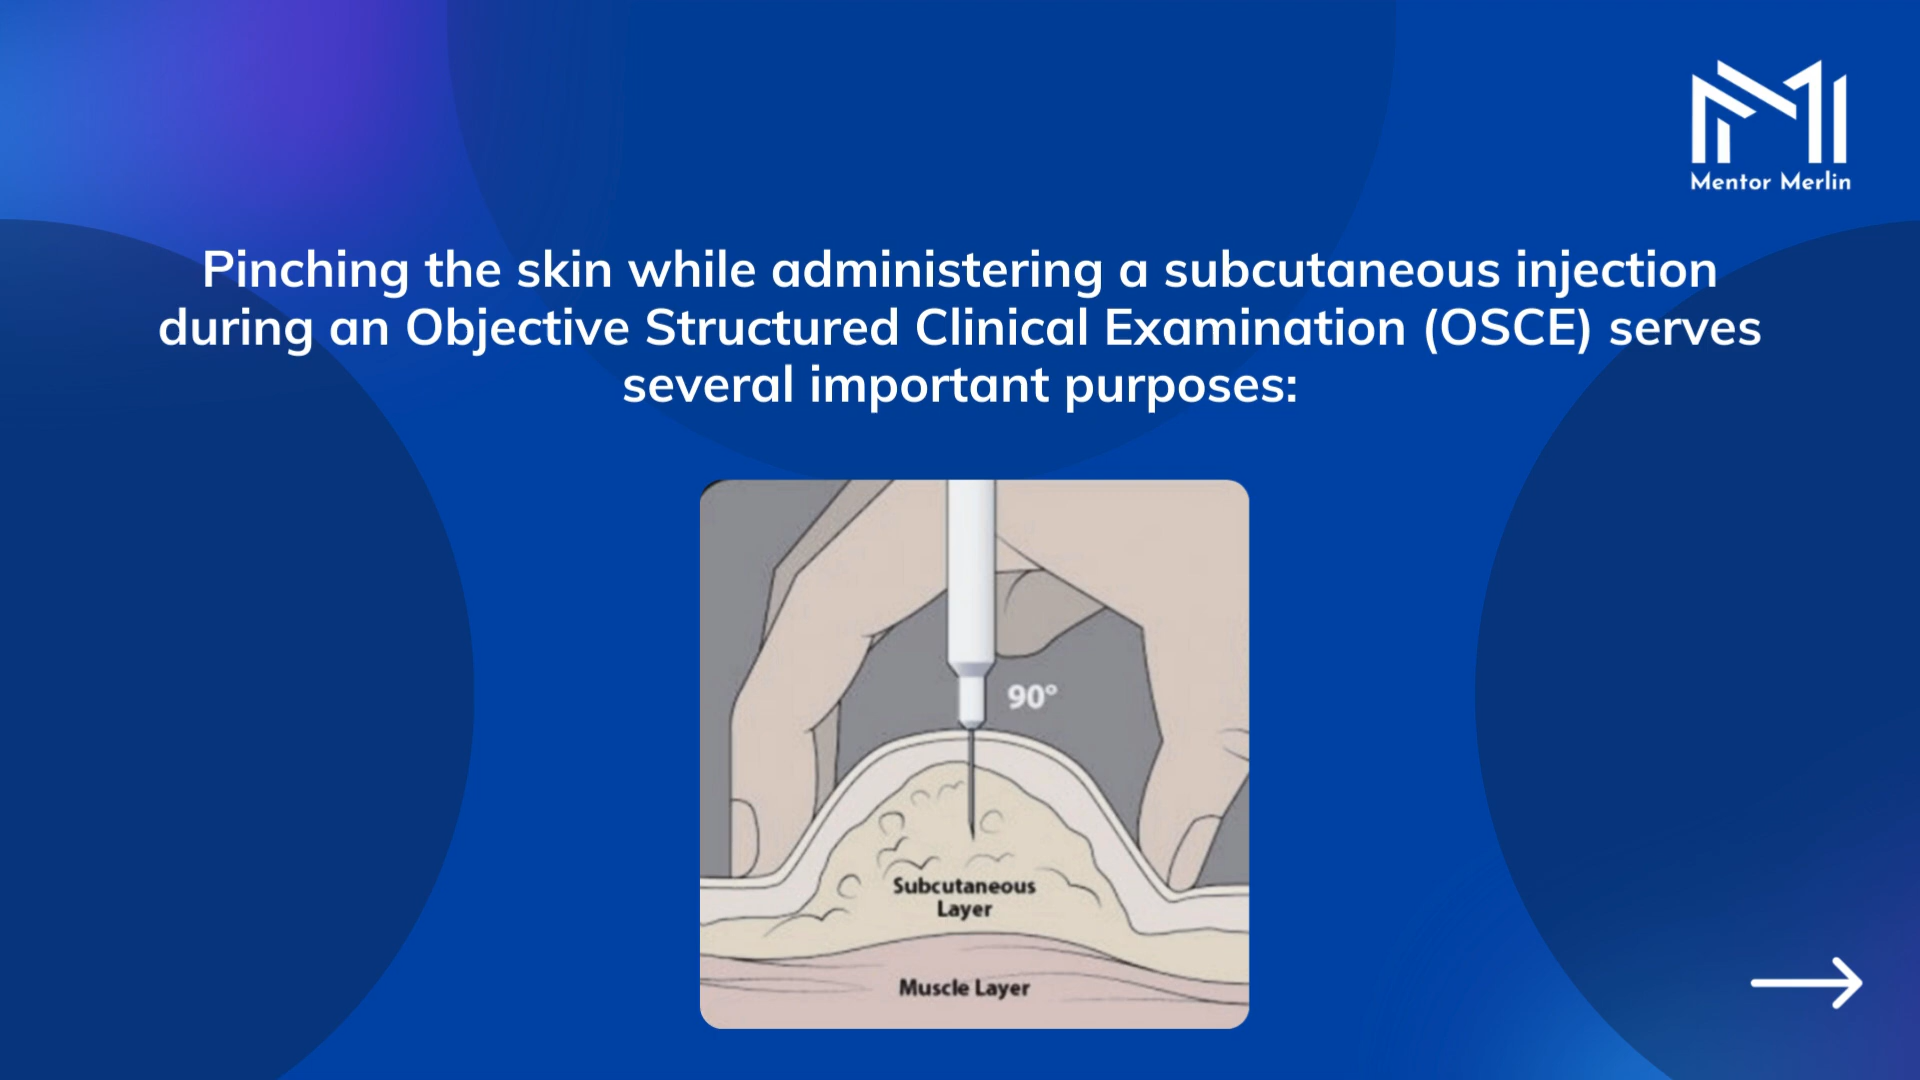 Mentor Merlin
Pinching the skin while administering a subcutaneous injection
during an Objective Structured Clinical Examination (OSCE) serves
several important purposes:
90°
Subcutaneous
Layer
Muscle Layer